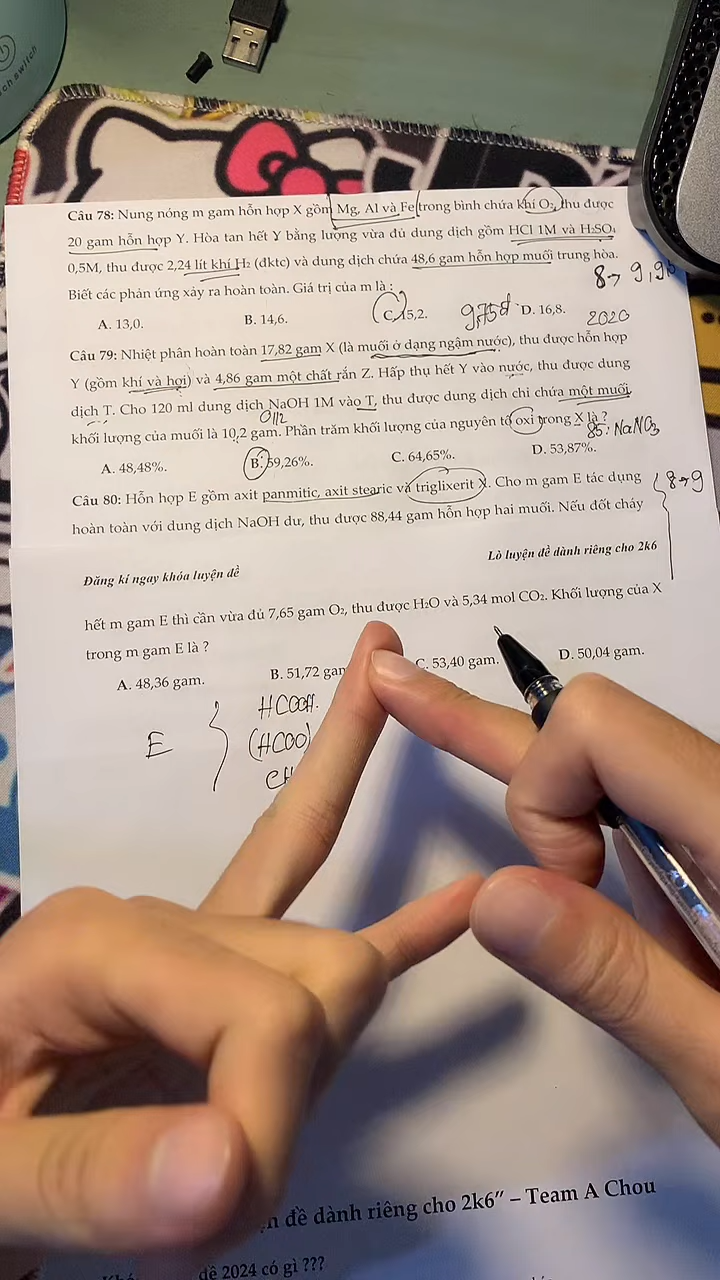 Câu 78: Nung nóng m gam hỗn hợp X gồm Mg, Al và Fe trong bình chứa khí O₂, thu được
20 gam hỗn hợp Y. Hòa tan hết Y bằng lượng vừa đủ dung dịch gồm HCl 1M và H₂SO₄
0,5M, thu được 2,24 lít khí H₂ (đktc) và dung dịch chứa 48,6 gam hỗn hợp muối trung hòa.
Biết các phản ứng xảy ra hoàn toàn. Giá trị của m là :
8 → 9,9
A. 13,0. B. 14,6. C. 15,2. 9,75đ D. 16,8. 2020
Câu 79: Nhiệt phân hoàn toàn 17,82 gam X (là muối ở dạng ngậm nước), thu được hỗn hợp
Y (gồm khí và hơi) và 4,86 gam một chất rắn Z. Hấp thụ hết Y vào nước, thu được dung
dịch T. Cho 120 ml dung dịch NaOH 1M vào T, thu được dung dịch chỉ chứa một muối,
0,12
khối lượng của muối là 10,2 gam. Phần trăm khối lượng của nguyên tố oxi trong X là ?
85: NaNO₃
A. 48,48%. B. 59,26%. C. 64,65%. D. 53,87%.
Câu 80: Hỗn hợp E gồm axit panmitic, axit stearic và triglixerit X. Cho m gam E tác dụng
8 → 9
hoàn toàn với dung dịch NaOH dư, thu được 88,44 gam hỗn hợp hai muối. Nếu đốt cháy
Đăng kí ngay khóa luyện đề Lò luyện đề dành riêng cho 2k6
hết m gam E thì cần vừa đủ 7,65 gam O₂, thu được H₂O và 5,34 mol CO₂. Khối lượng của X
trong m gam E là ?
A. 48,36 gam. B. 51,72 C. 53,40 gam. D. 50,04 gam.
HCOOH.
E { (HCOO)
đề dành riêng cho 2k6" – Team A Chou
đề 2024 có gì ???